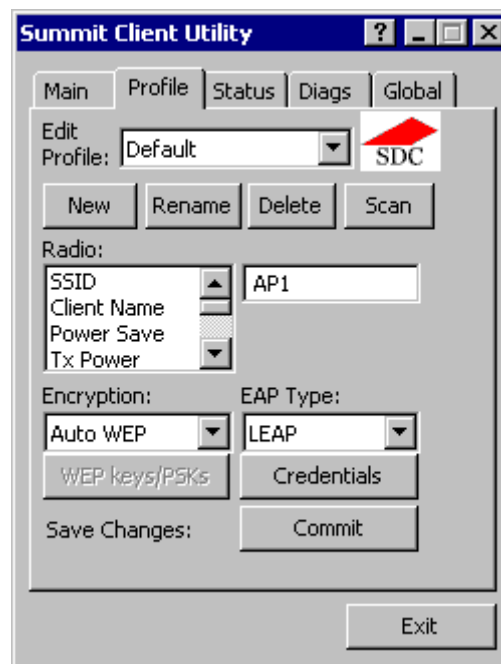 Summit Client Utility ?
Main Profile Status Diags Global
Edit Profile: Default SDC
New Rename Delete Scan
Radio:
SSID AP1
Client Name
Power Save
Tx Power
Encryption: EAP Type:
Auto WEP LEAP
WEP keys/PSKs Credentials
Save Changes: Commit
Exit